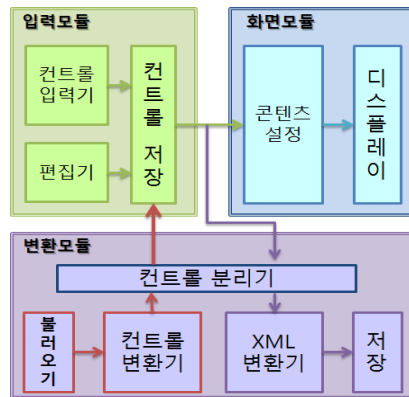 입력모듈
컨트롤
입력기
편집기
컨
트
롤
저
장
화면모듈
콘텐츠
설정
디
스
플
레
이
변환모듈
컨트롤 분리기
불
러
오
기
컨트롤
변환기
XML
변환기
저
장